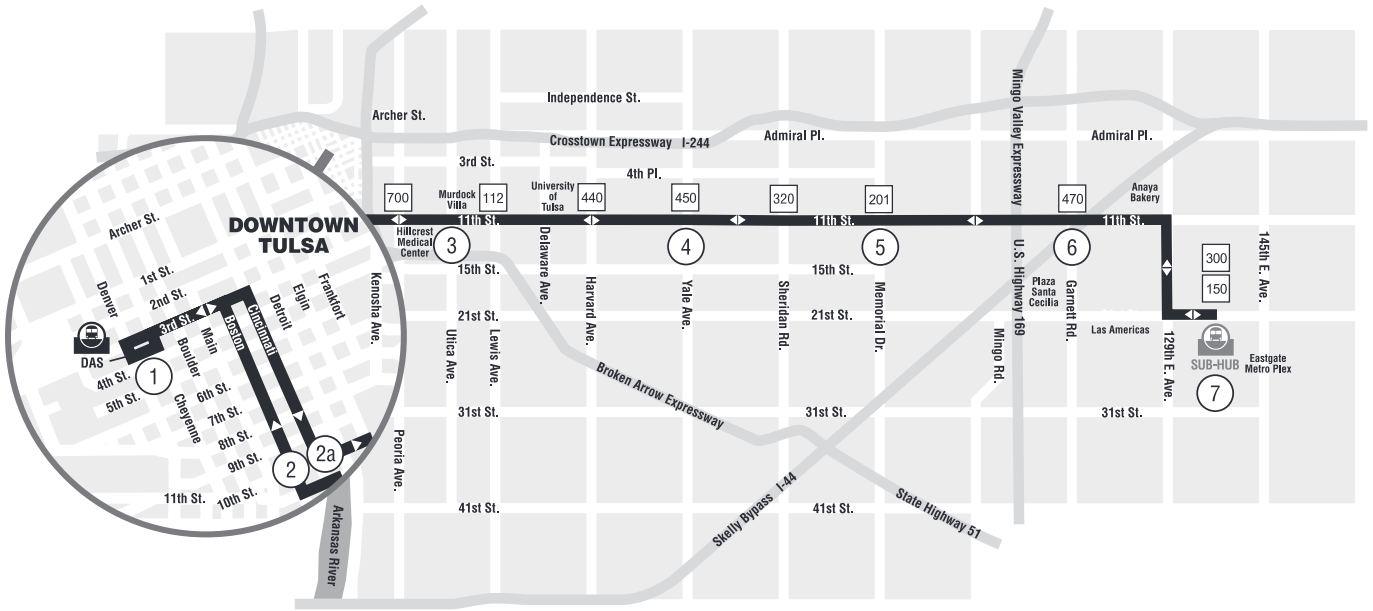 Independence St.
Archer St.
Crosstown Expressway I-244
Admiral Pl.
Admiral Pl.
Mingo Valley Expressway
3rd St.
4th Pl.
700
Murdock
Villa
112
University
of
Tulsa
440
450
320
201
470
Anaya
Bakery
11th St.
11th St.
11th St.
Hillcrest
Medical
Center
3
4
5
6
Delaware Ave.
15th St.
15th St.
U.S. Highway 169
Plaza
Santa
Cecilia
Garnett Rd.
300
150
145th E. Ave.
Kenosha Ave.
Harvard Ave.
Yale Ave.
Sheridan Rd.
Memorial Dr.
21st St.
21st St.
Las Americas
Utica Ave.
Lewis Ave.
Mingo Rd.
129th E. Ave.
SUB-HUB
Eastgate
Metro Plex
7
Broken Arrow Expressway
31st St.
31st St.
31st St.
Peoria Ave.
41st St.
41st St.
Skelly Bypass I-44
State Highway 51
Arkansas River
DOWNTOWN
TULSA
Archer St.
1st St.
2nd St.
3rd St.
Denver
DAS
1
4th St.
5th St.
Boulder
Main
Boston
Cincinnati
Detroit
Elgin
Frankfort
Cheyenne
6th St.
7th St.
8th St.
9th St.
10th St.
11th St.
2
2a